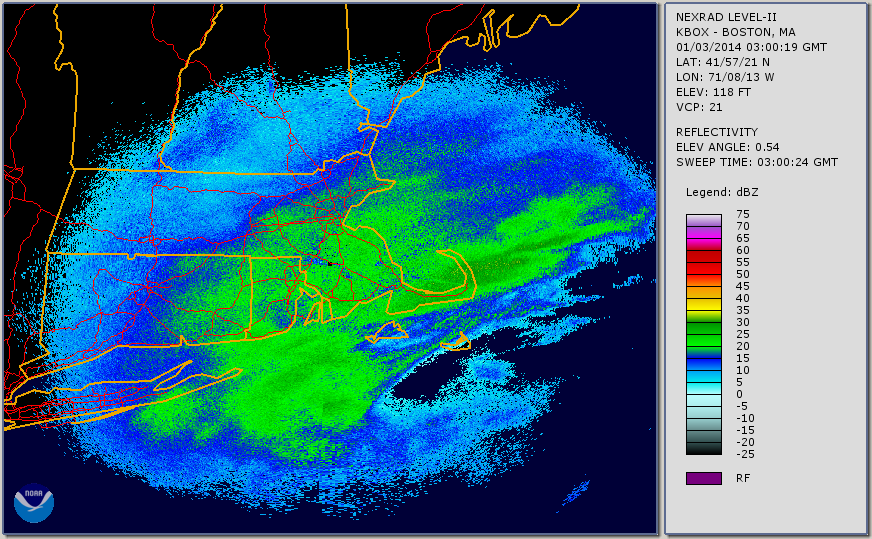 NEXRAD LEVEL-II
KBOX - BOSTON, MA
01/03/2014 03:00:19 GMT
LAT: 41/57/21 N
LON: 71/08/13 W
ELEV: 118 FT
VCP: 21
REFLECTIVITY
ELEV ANGLE: 0.54
SWEEP TIME: 03:00:24 GMT
Legend: dBZ
75
70
65
60
55
50
45
40
35
30
25
20
15
10
5
0
-5
-10
-15
-20
-25
RF
NOAA